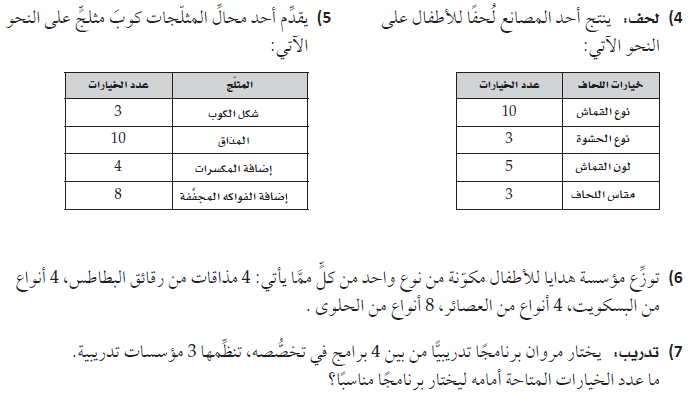 4) لحف: ينتج أحد المصانع لُحفًا للأطفال على
النحو الآتي:
خيارات اللحاف عدد الخيارات
نوع القماش 10
نوع الحشوة 3
لون القماش 5
مقاس اللحاف 3
5) يقدِّم أحد محالِّ المثلّجات كوبَ مثلجٍّ على النحو
الآتي:
المثلّج عدد الخيارات
شكل الكوب 3
المذاق 10
إضافة المكسرات 4
إضافة الفواكه المجفَّفة 8
6) توزِّع مؤسسة هدايا للأطفال مكوّنة من نوع واحد من كلٍّ ممَّا يأتي: 4 مذاقات من رقائق البطاطس، 4 أنواع
من البسكويت، 4 أنواع من العصائر، 8 أنواع من الحلوى .
7) تدريب: يختار مروان برنامجًا تدريبيًّا من بين 4 برامج في تخصُّصه، تنظِّمها 3 مؤسسات تدريبية.
ما عدد الخيارات المتاحة أمامه ليختار برنامجًا مناسبًا؟